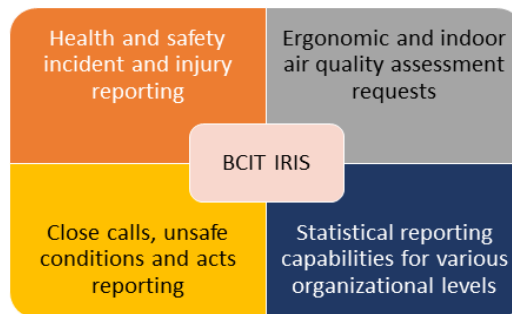 Health and safety
incident and injury
reporting
Ergonomic and indoor
air quality assessment
requests
BCIT IRIS
Close calls, unsafe
conditions and acts
reporting
Statistical reporting
capabilities for various
organizational levels